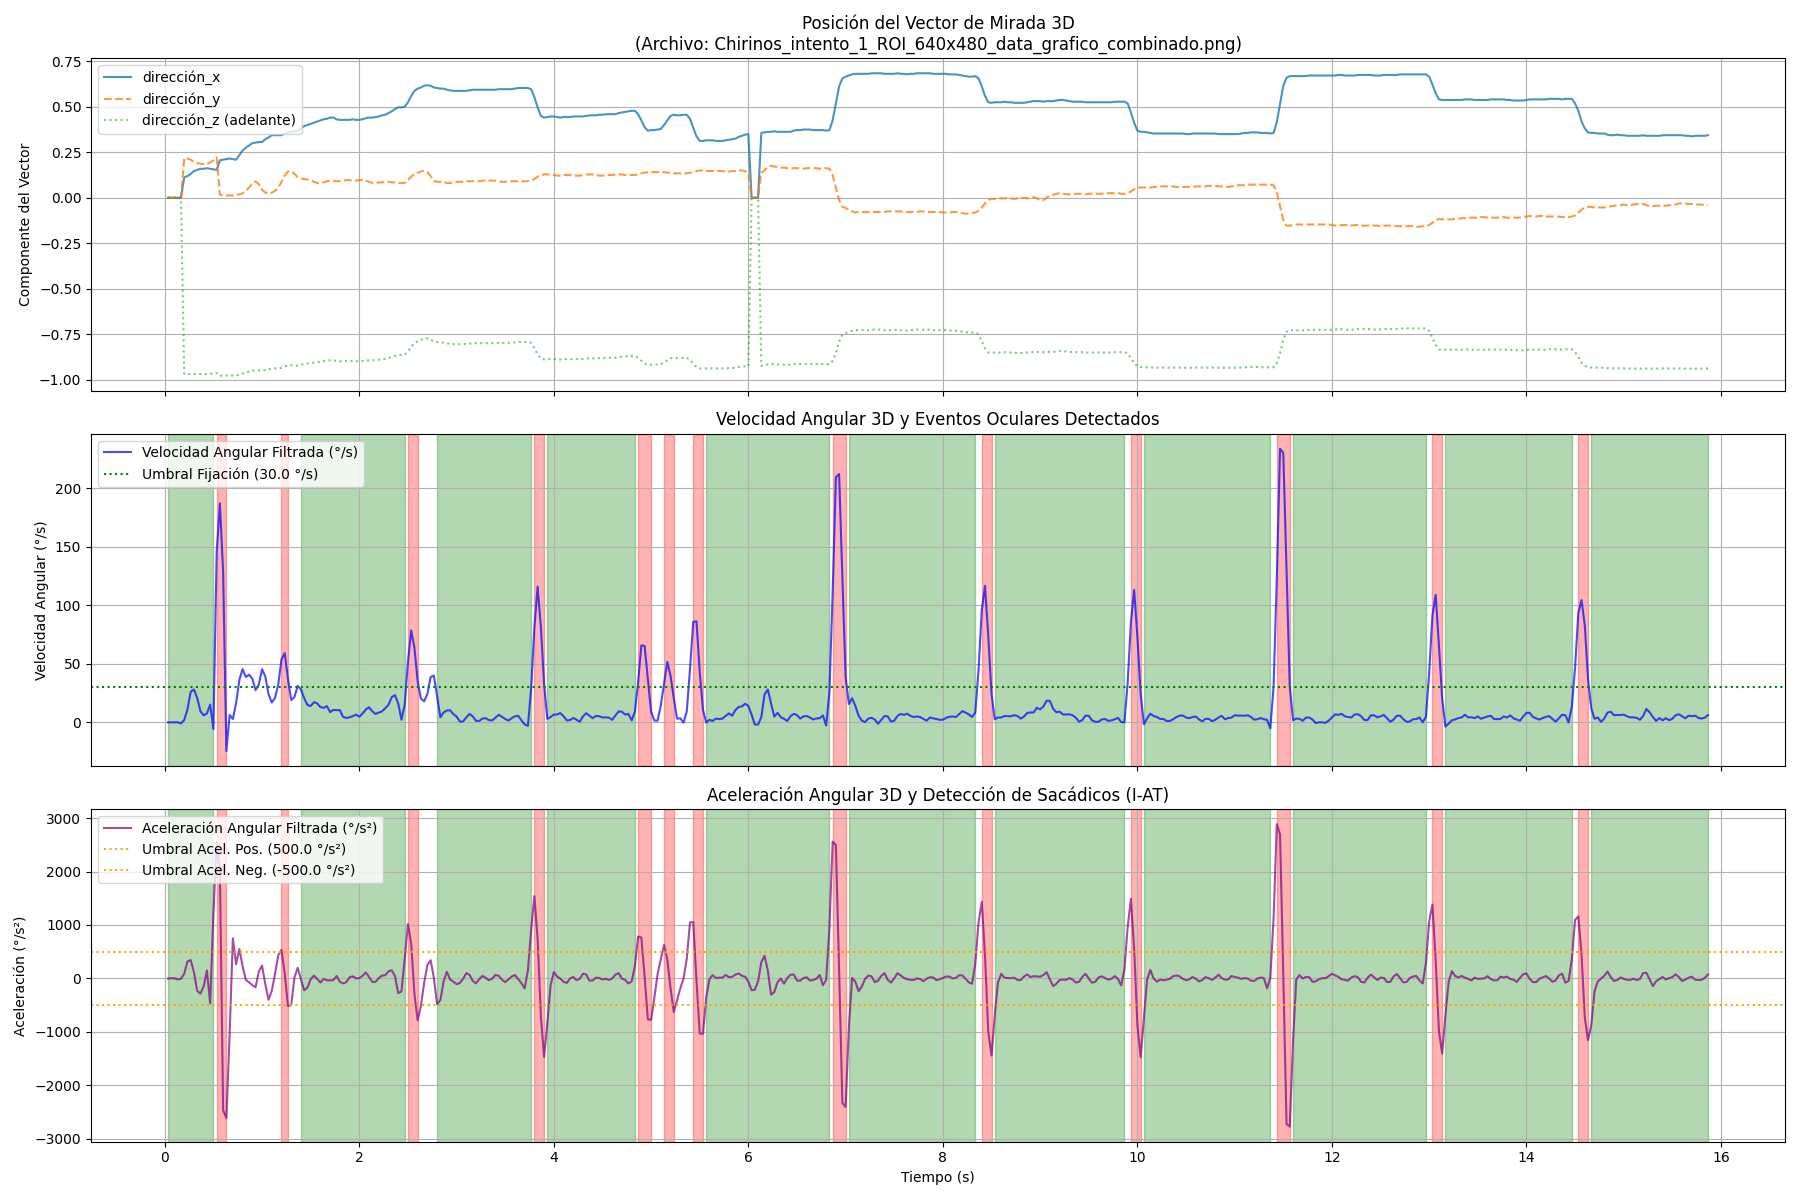 Posición del Vector de Mirada 3D
(Archivo: Chirinos_intento_1_ROI_640x480_data_grafico_combinado.png)
dirección_x
dirección_y
dirección_z (adelante)
Componente del Vector
0.75
0.50
0.25
0.00
−0.25
−0.50
−0.75
−1.00
Velocidad Angular 3D y Eventos Oculares Detectados
Velocidad Angular Filtrada (°/s)
Umbral Fijación (30.0 °/s)
Velocidad Angular (°/s)
200
150
100
50
0
Aceleración Angular 3D y Detección de Sacádicos (I-AT)
Aceleración Angular Filtrada (°/s²)
Umbral Acel. Pos. (500.0 °/s²)
Umbral Acel. Neg. (-500.0 °/s²)
Aceleración (°/s²)
3000
2000
1000
0
−1000
−2000
−3000
0 2 4 6 8 10 12 14 16
Tiempo (s)